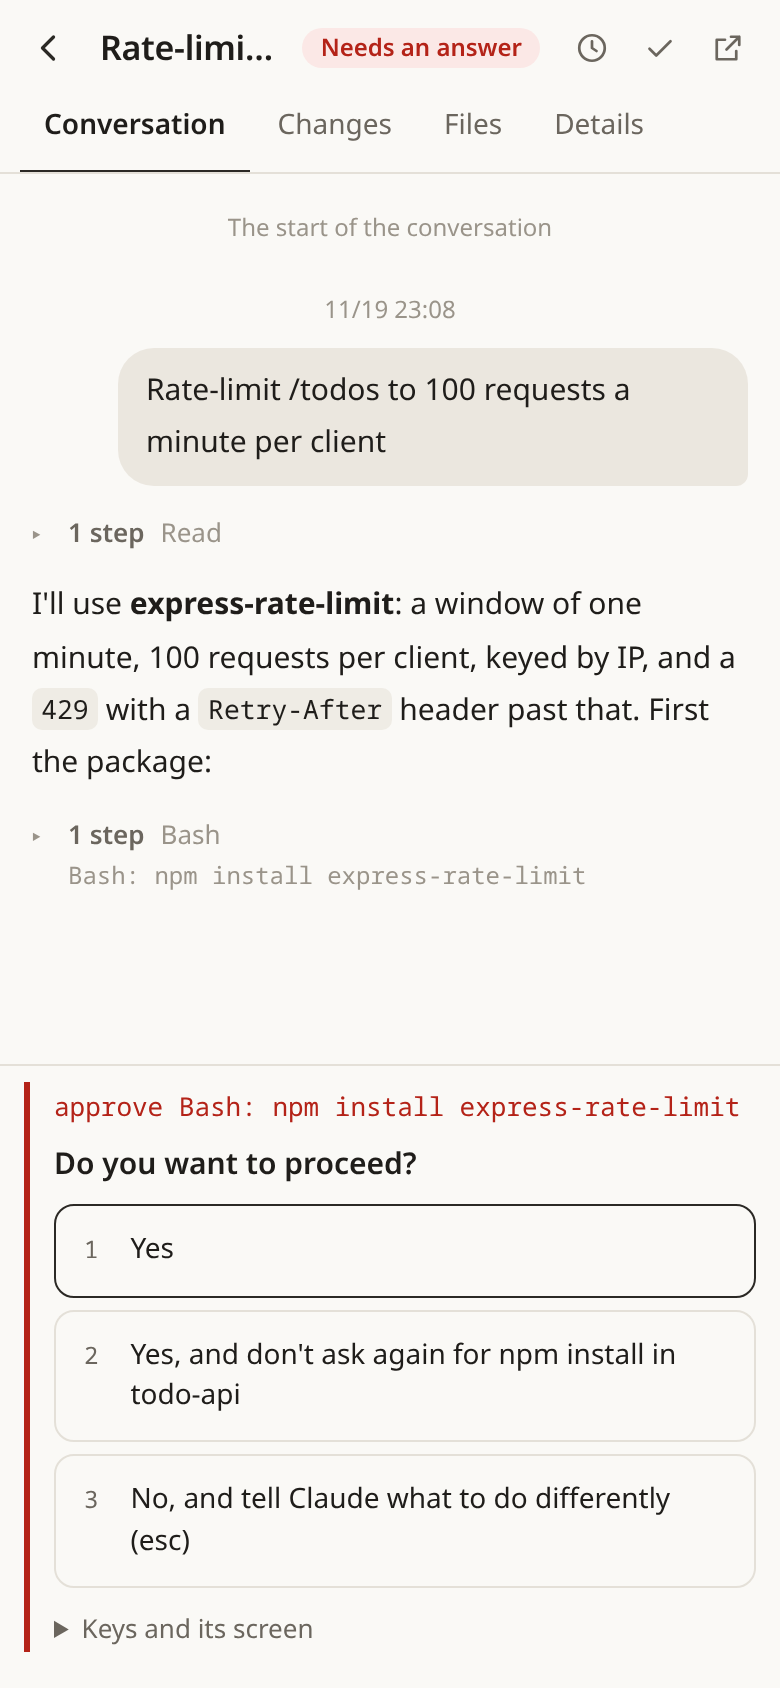 Rate-limi...
Needs an answer
Conversation
Changes
Files
Details
The start of the conversation
11/19 23:08
Rate-limit /todos to 100 requests a
minute per client
1 step Read
I'll use express-rate-limit: a window of one
minute, 100 requests per client, keyed by IP, and a
429 with a Retry-After header past that. First
the package:
1 step Bash
Bash: npm install express-rate-limit
approve Bash: npm install express-rate-limit
Do you want to proceed?
1 Yes
2 Yes, and don't ask again for npm install in
todo-api
3 No, and tell Claude what to do differently
(esc)
Keys and its screen